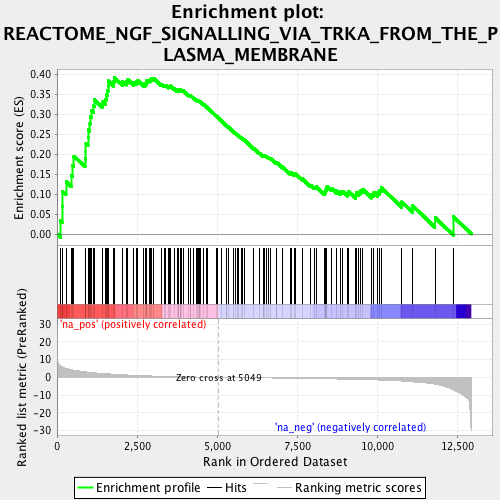 Enrichment plot:
REACTOME_NGF_SIGNALLING_VIA_TRKA_FROM_THE_P
LASMA_MEMBRANE
Enrichment score (ES)
0.40
0.35
0.30
0.25
0.20
0.15
0.10
0.05
0.00
'na_pos' (positively correlated)
Ranked list metric (PreRanked)
30
20
10
0
-10
-20
-30
Zero cross at 5049
'na_neg' (negatively correlated)
0 2,500 5,000 7,500 10,000 12,500
Rank in Ordered Dataset
Enrichment profile Hits Ranking metric scores